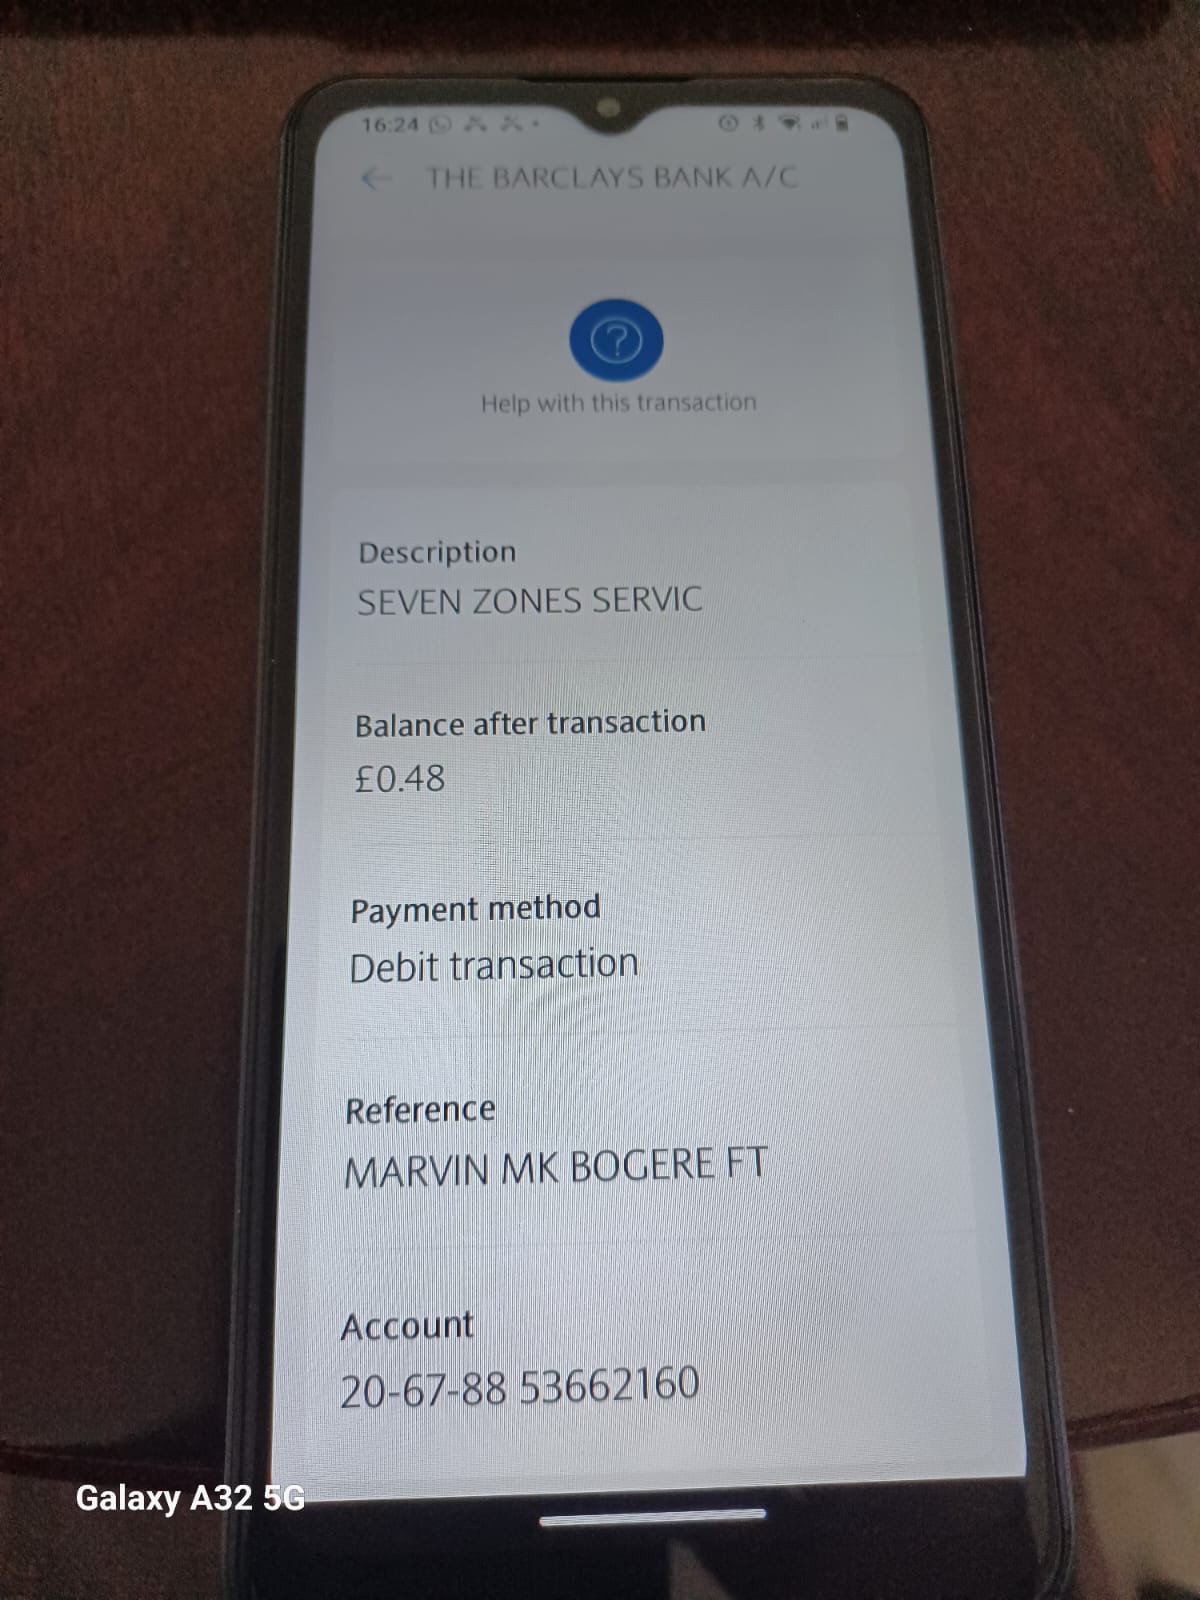 16:24
THE BARCLAYS BANK A/C
Help with this transaction
Description
SEVEN ZONES SERVIC
Balance after transaction
£0.48
Payment method
Debit transaction
Reference
MARVIN MK BOGERE FT
Account
20-67-88 53662160
Galaxy A32 5G